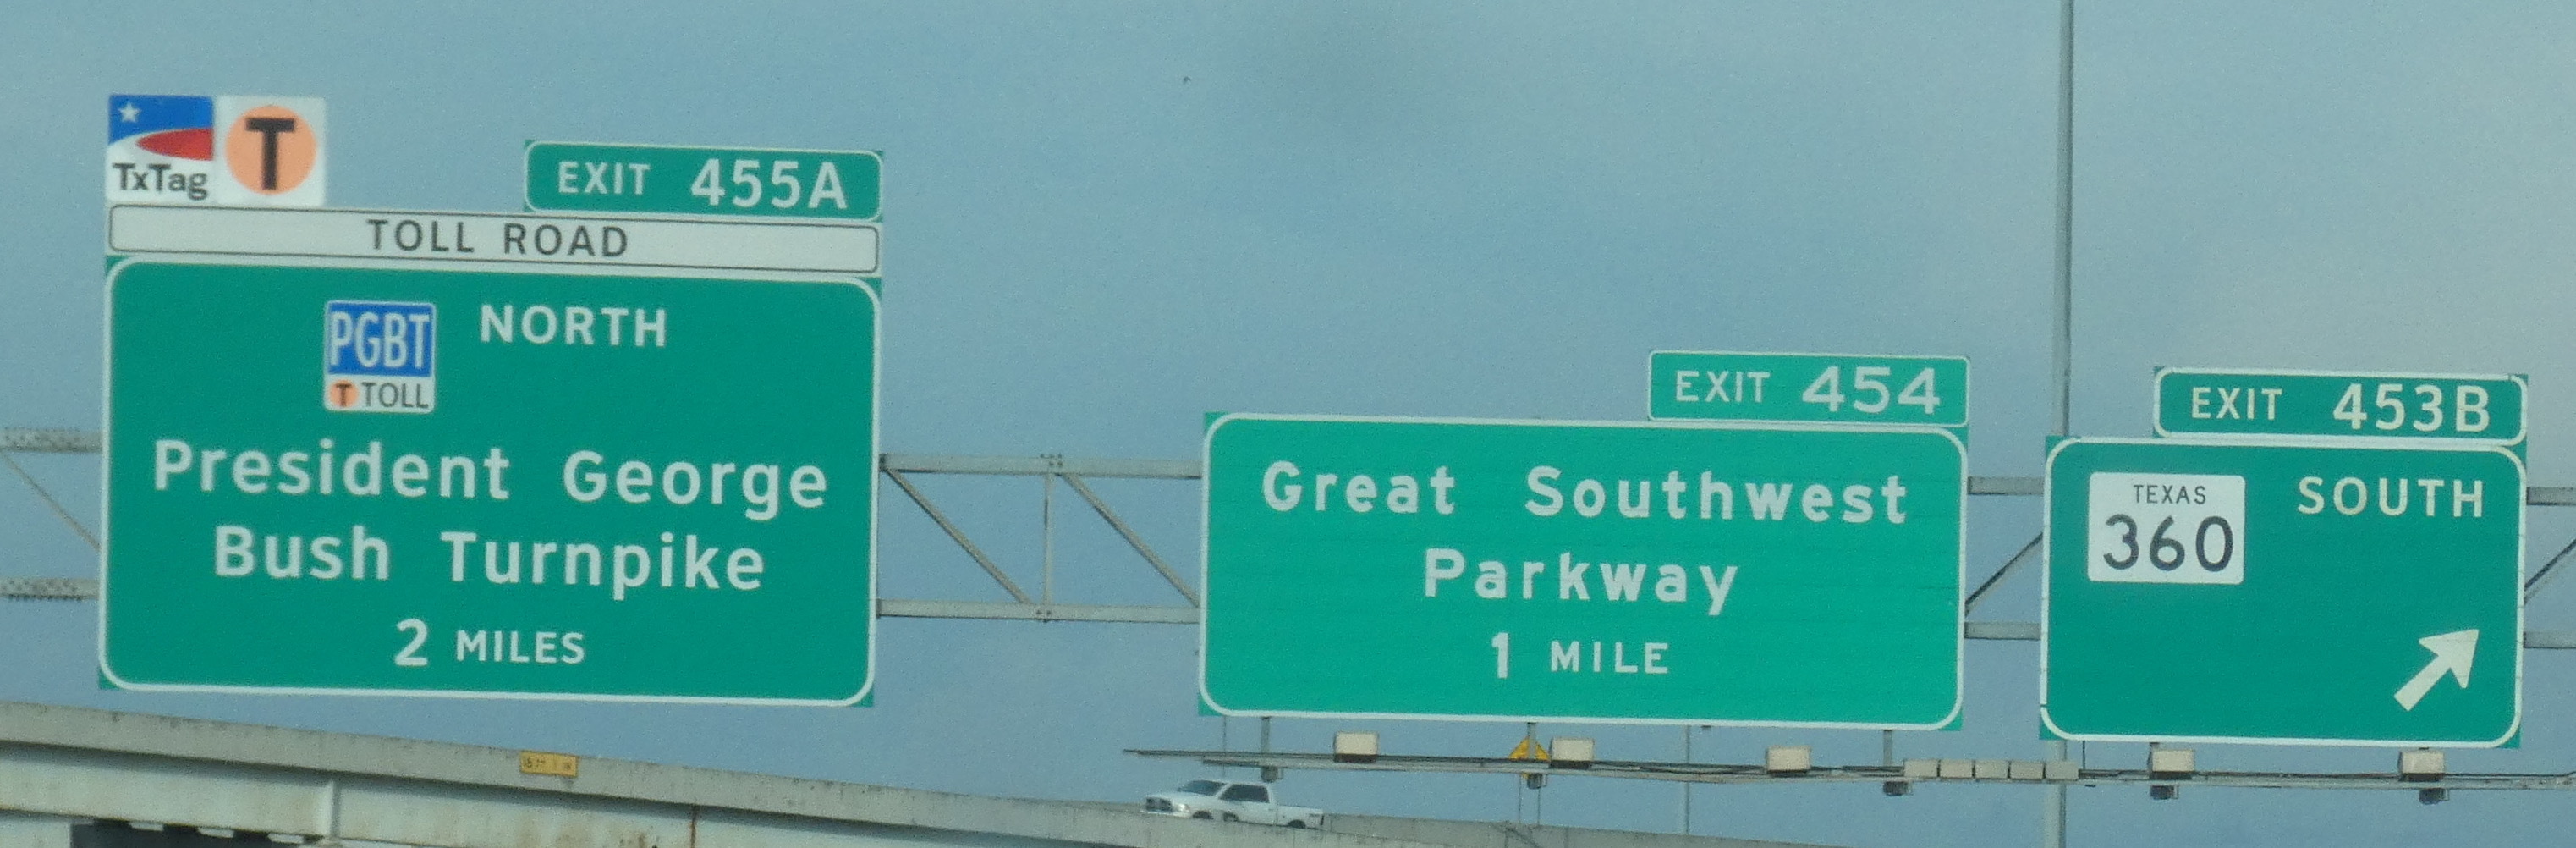 TxTag
T
EXIT 455A
TOLL ROAD
PGBT
T TOLL
NORTH
President George
Bush Turnpike
2 MILES
EXIT 454
Great Southwest
Parkway
1 MILE
EXIT 453B
TEXAS
360
SOUTH